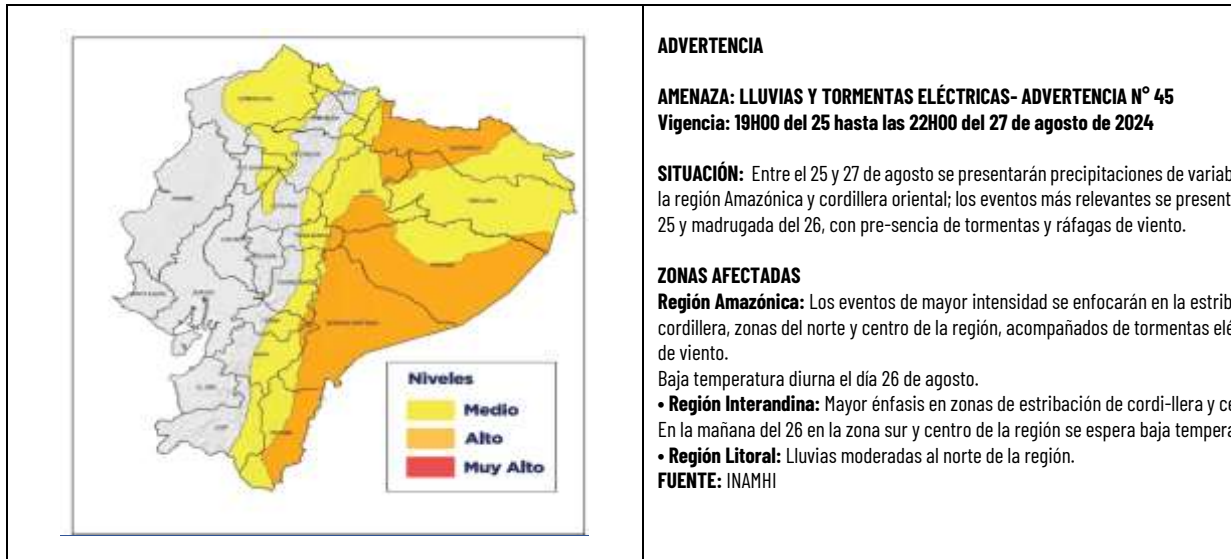 Niveles
Medio
Alto
Muy Alto
ADVERTENCIA
AMENAZA: LLUVIAS Y TORMENTAS ELÉCTRICAS- ADVERTENCIA N° 45
Vigencia: 19H00 del 25 hasta las 22H00 del 27 de agosto de 2024
SITUACIÓN: Entre el 25 y 27 de agosto se presentarán precipitaciones de variab
la región Amazónica y cordillera oriental; los eventos más relevantes se present
25 y madrugada del 26, con pre-sencia de tormentas y ráfagas de viento.
ZONAS AFECTADAS
Región Amazónica: Los eventos de mayor intensidad se enfocarán en la estrib
cordillera, zonas del norte y centro de la región, acompañados de tormentas elé
de viento.
Baja temperatura diurna el día 26 de agosto.
• Región Interandina: Mayor énfasis en zonas de estribación de cordi-llera y ce
En la mañana del 26 en la zona sur y centro de la región se espera baja tempera
• Región Litoral: Lluvias moderadas al norte de la región.
FUENTE: INAMHI